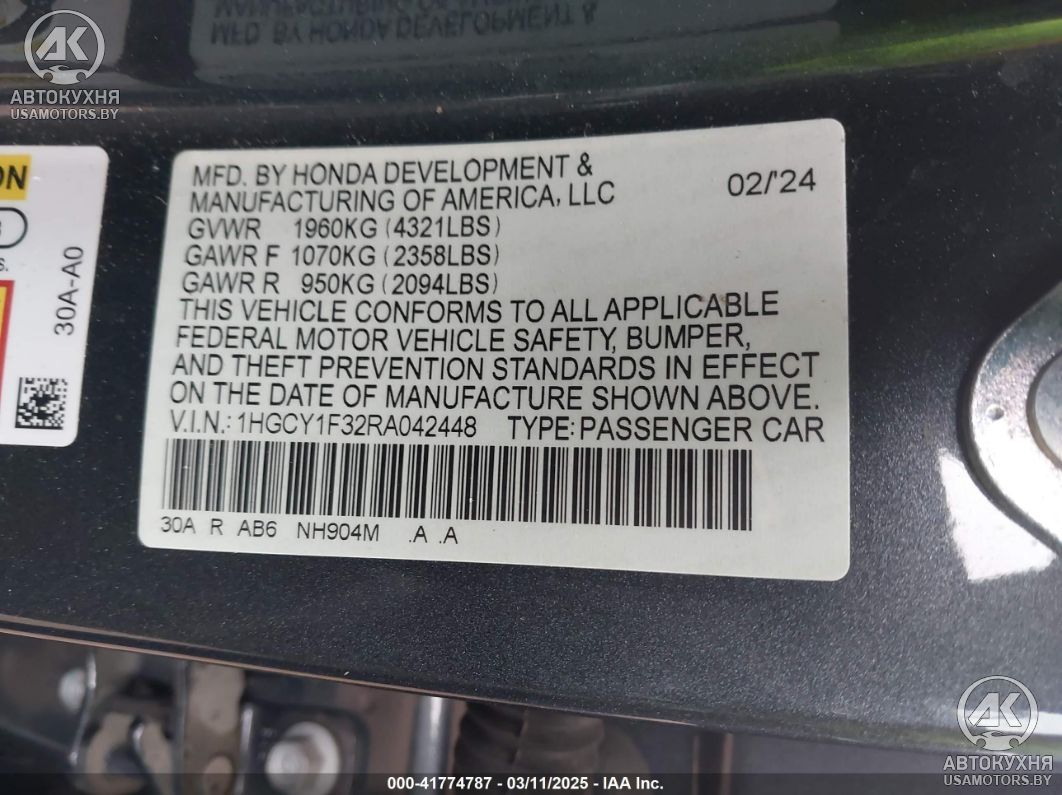 AK
АВТОКУХНЯ
USAMOTORS.BY
MFD. BY HONDA DEVELOPMENT &
MANUFACTURING OF AMERICA, LLC
02/'24
GVWR 1960KG (4321LBS)
GAWR F 1070KG (2358LBS)
GAWR R 950KG (2094LBS)
THIS VEHICLE CONFORMS TO ALL APPLICABLE
FEDERAL MOTOR VEHICLE SAFETY, BUMPER,
AND THEFT PREVENTION STANDARDS IN EFFECT
ON THE DATE OF MANUFACTURE SHOWN ABOVE.
V.I.N.: 1HGCY1F32RA042448 TYPE: PASSENGER CAR
30A R AB6 NH904M .A .A
30A-A0
AK
АВТОКУХНЯ
USAMOTORS.BY
000-41774787 - 03/11/2025 - IAA Inc.